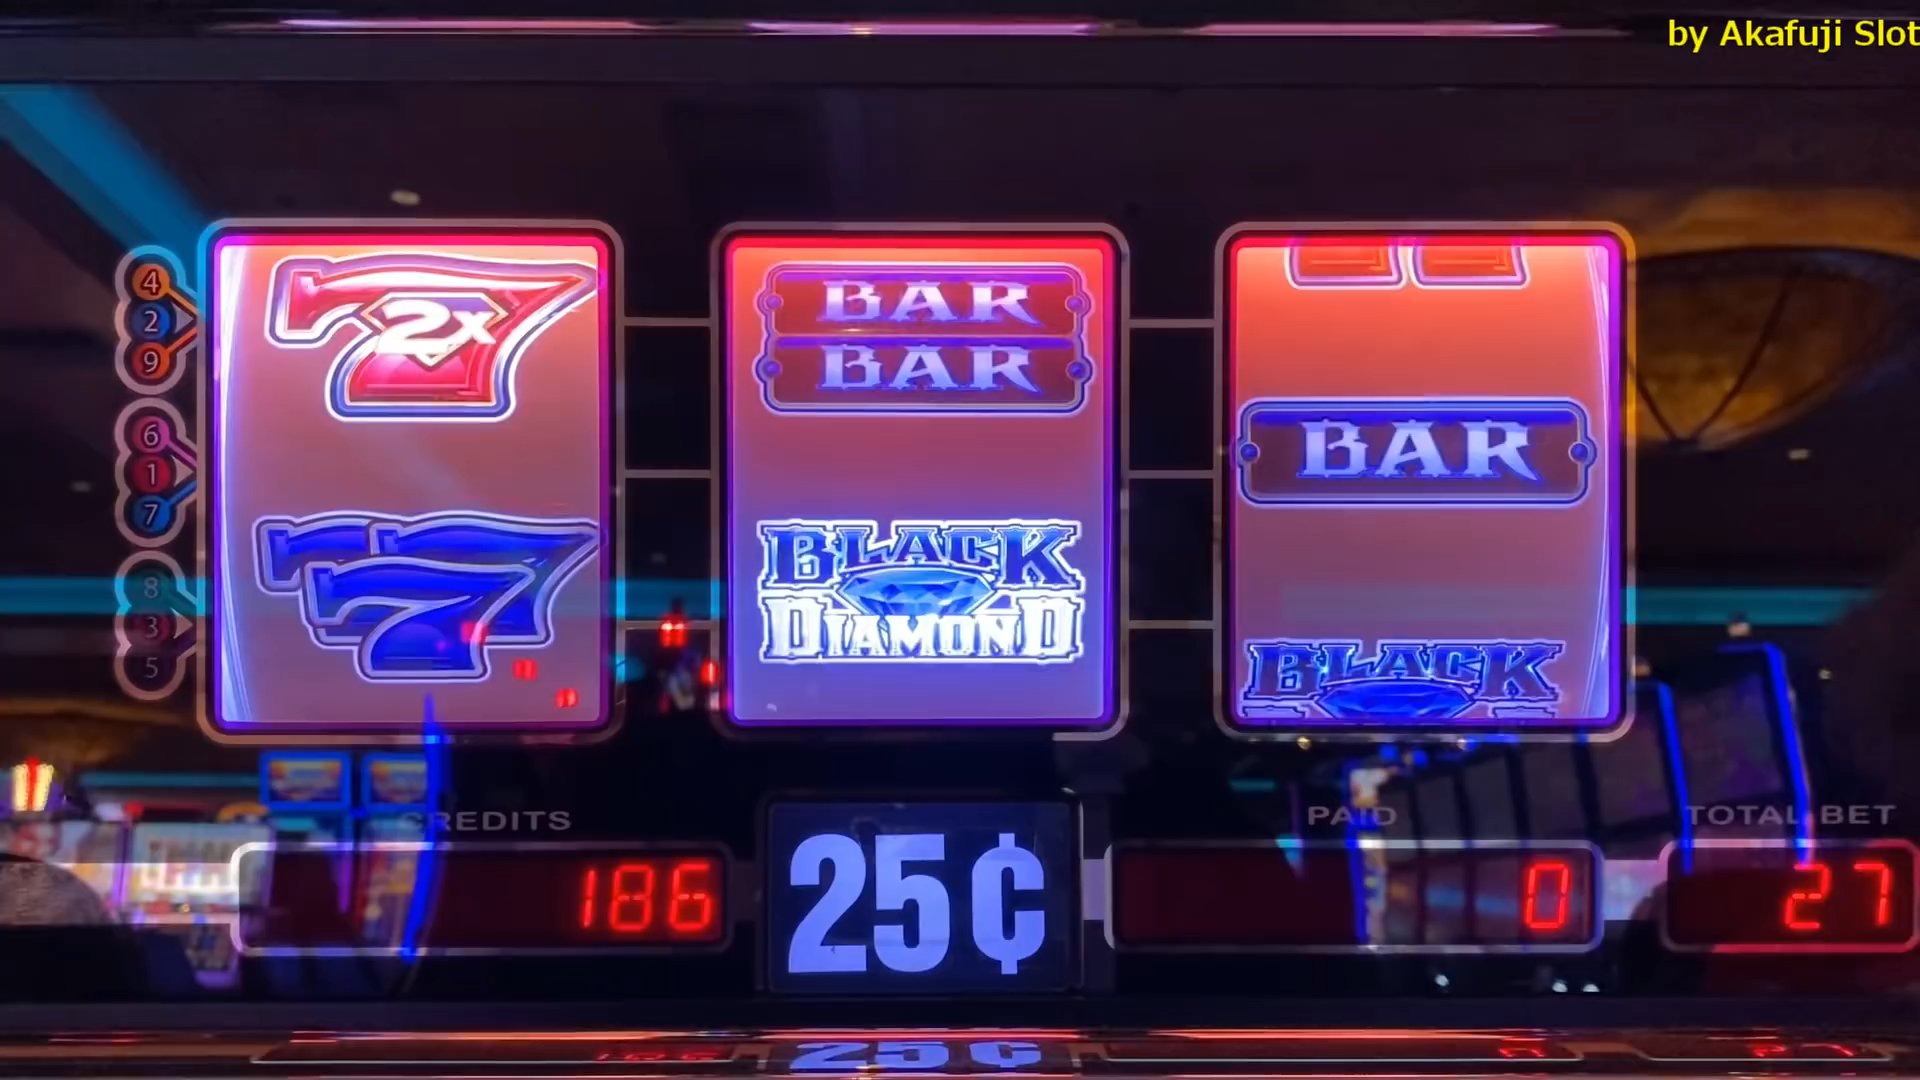 by Akafuji Slot
4
2
9
6
1
7
8
3
5
2x
BAR
BAR
BAR
BLACK
DIAMOND
BLACK
CREDITS
186
25¢
PAID
0
TOTAL BET
27